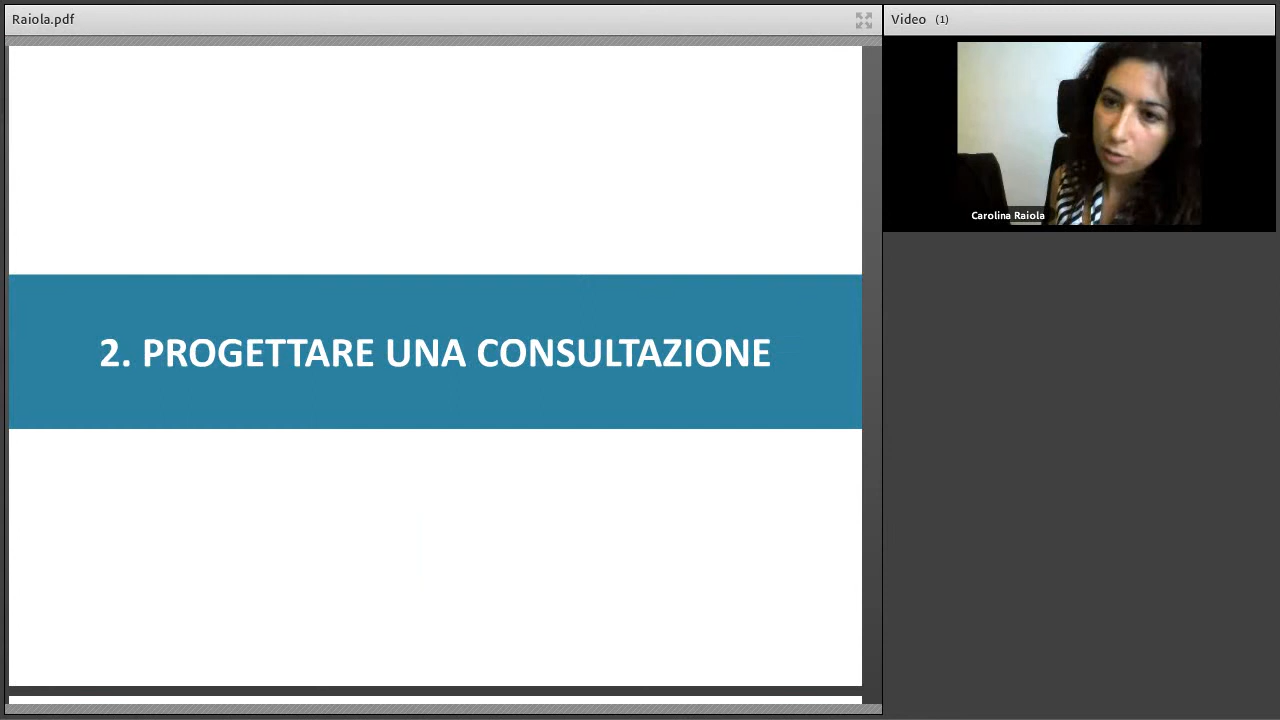 Raiola.pdf
Video (1)
Carolina Raiola
2. PROGETTARE UNA CONSULTAZIONE